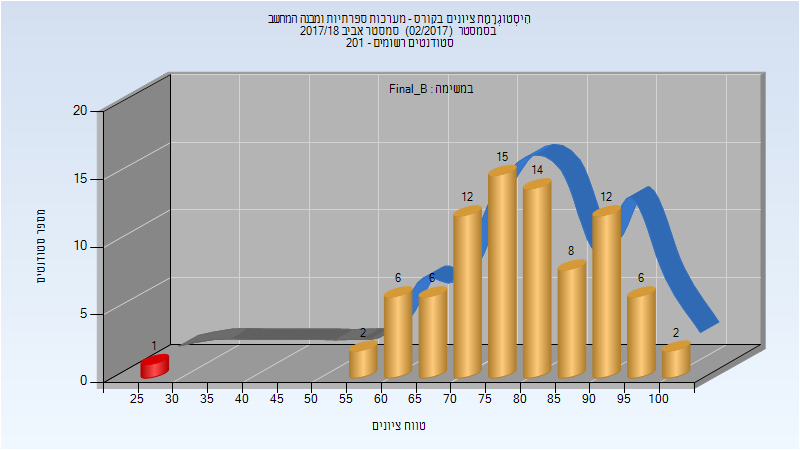 היסטוגרמת ציונים בקורס - מערכות ספרתיות ומבנה המחשב
בסמסטר (02/2017) סמסטר אביב 2017/18
סטודנטים רשומים - 201
במשימה : Final_B
מספר סטודנטים
20
15
10
5
0
1
2
6
6
12
15
14
8
12
6
2
25 30 35 40 45 50 55 60 65 70 75 80 85 90 95 100
טווח ציונים